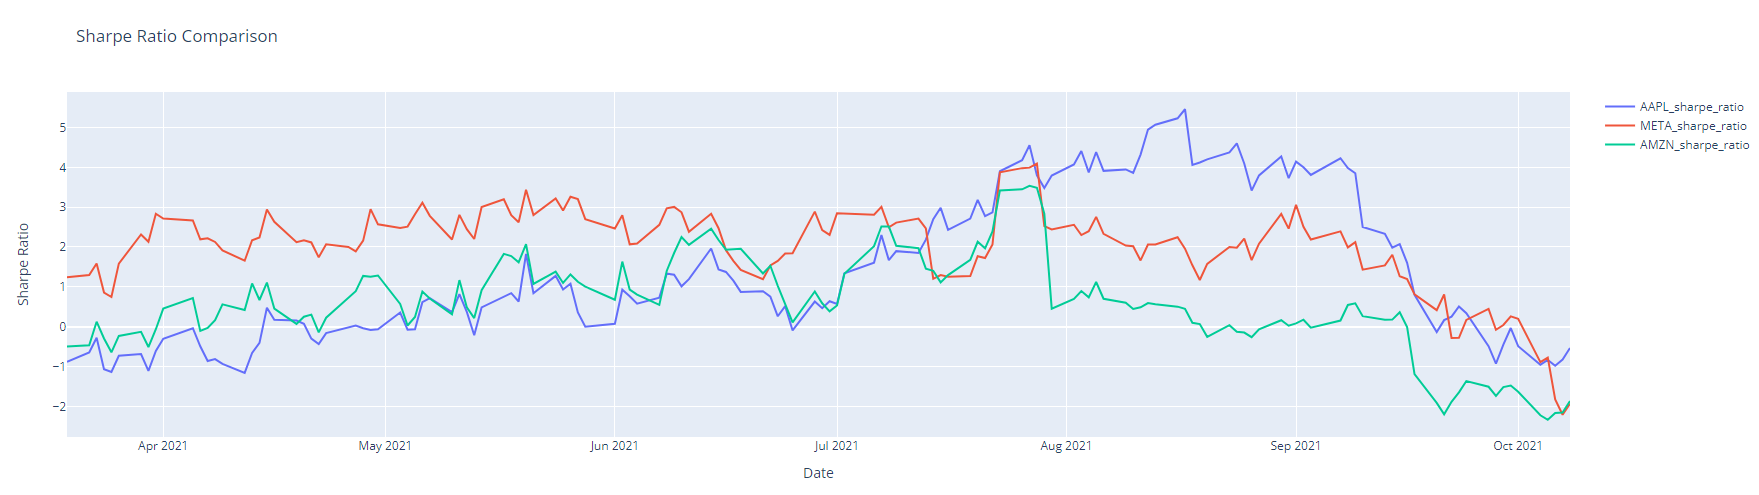 Sharpe Ratio Comparison
AAPL_sharpe_ratio
META_sharpe_ratio
AMZN_sharpe_ratio
Sharpe Ratio
5
4
3
2
1
0
−1
−2
Apr 2021
May 2021
Jun 2021
Jul 2021
Aug 2021
Sep 2021
Oct 2021
Date